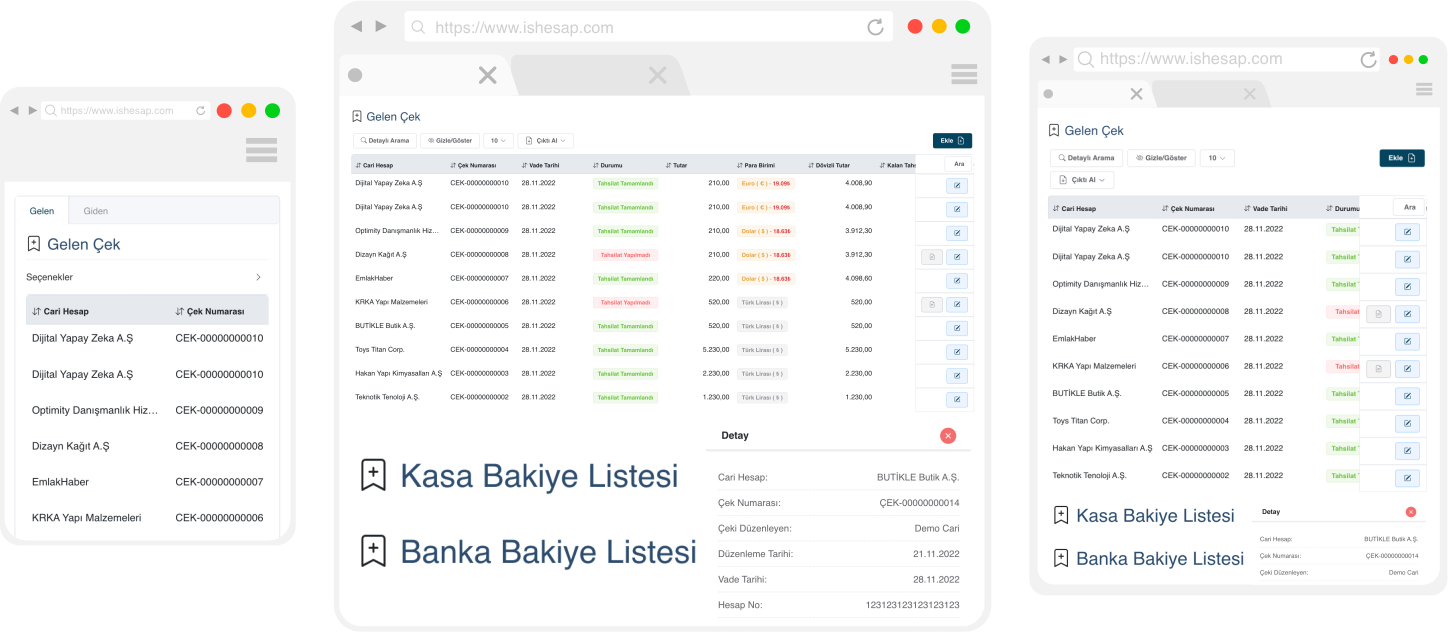 https://www.ishesap.com
Gelen Giden
Gelen Çek
Seçenekler
Cari Hesap Çek Numarası
Dijital Yapay Zeka A.Ş CEK-00000000010
Dijital Yapay Zeka A.Ş CEK-00000000010
Optimity Danışmanlık Hiz... CEK-00000000009
Dizayn Kağıt A.Ş CEK-00000000008
EmlakHaber CEK-00000000007
KRKA Yapı Malzemeleri CEK-00000000006
https://www.ishesap.com
Gelen Çek
Detaylı Arama Gizle/Göster 10 Çıktı Al Ekle
Cari Hesap Çek Numarası Vade Tarihi Durumu Tutar Para Birimi Dövizli Tutar Kalan Tahs Ara
Dijital Yapay Zeka A.Ş CEK-00000000010 28.11.2022 Tahsilat Tamamlandı 210,00 Euro ( € ) - 19.09₺ 4.008,90
Dijital Yapay Zeka A.Ş CEK-00000000010 28.11.2022 Tahsilat Tamamlandı 210,00 Euro ( € ) - 19.09₺ 4.008,90
Optimity Danışmanlık Hiz... CEK-00000000009 28.11.2022 Tahsilat Tamamlandı 210,00 Dolar ( $ ) - 18.63₺ 3.912,30
Dizayn Kağıt A.Ş CEK-00000000008 28.11.2022 Tahsilat Yapılmadı 210,00 Dolar ( $ ) - 18.63₺ 3.912,30
EmlakHaber CEK-00000000007 28.11.2022 Tahsilat Tamamlandı 220,00 Dolar ( $ ) - 18.63₺ 4.098,60
KRKA Yapı Malzemeleri CEK-00000000006 28.11.2022 Tahsilat Yapılmadı 520,00 Türk Lirası ( ₺ ) 520,00
BUTİKLE Butik A.Ş. CEK-00000000005 28.11.2022 Tahsilat Tamamlandı 520,00 Türk Lirası ( ₺ ) 520,00
Toys Titan Corp. CEK-00000000004 28.11.2022 Tahsilat Tamamlandı 5.230,00 Türk Lirası ( ₺ ) 5.230,00
Hakan Yapı Kimyasalları A.Ş CEK-00000000003 28.11.2022 Tahsilat Tamamlandı 2.230,00 Türk Lirası ( ₺ ) 2.230,00
Teknotik Tenoloji A.Ş. CEK-00000000002 28.11.2022 Tahsilat Tamamlandı 1.230,00 Türk Lirası ( ₺ ) 1.230,00
Kasa Bakiye Listesi
Banka Bakiye Listesi
Detay
Cari Hesap: BUTİKLE Butik A.Ş.
Çek Numarası: ÇEK-00000000014
Çeki Düzenleyen: Demo Cari
Düzenleme Tarihi: 21.11.2022
Vade Tarihi: 28.11.2022
Hesap No: 123123123123123123
https://www.ishesap.com
Gelen Çek
Detaylı Arama Gizle/Göster 10 Ekle
Çıktı Al
Cari Hesap Çek Numarası Vade Tarihi Durumu Ara
Dijital Yapay Zeka A.Ş CEK-00000000010 28.11.2022 Tahsilat
Dijital Yapay Zeka A.Ş CEK-00000000010 28.11.2022 Tahsilat
Optimity Danışmanlık Hiz... CEK-00000000009 28.11.2022 Tahsilat
Dizayn Kağıt A.Ş CEK-00000000008 28.11.2022 Tahsilat
EmlakHaber CEK-00000000007 28.11.2022 Tahsilat
KRKA Yapı Malzemeleri CEK-00000000006 28.11.2022 Tahsilat
BUTİKLE Butik A.Ş. CEK-00000000005 28.11.2022 Tahsilat
Toys Titan Corp. CEK-00000000004 28.11.2022 Tahsilat
Hakan Yapı Kimyasalları A.Ş CEK-00000000003 28.11.2022 Tahsilat
Teknotik Tenoloji A.Ş. CEK-00000000002 28.11.2022 Tahsilat
Kasa Bakiye Listesi
Banka Bakiye Listesi
Detay
Cari Hesap: BUTİKLE Butik A.Ş.
Çek Numarası: ÇEK-00000000014
Çeki Düzenleyen: Demo Cari